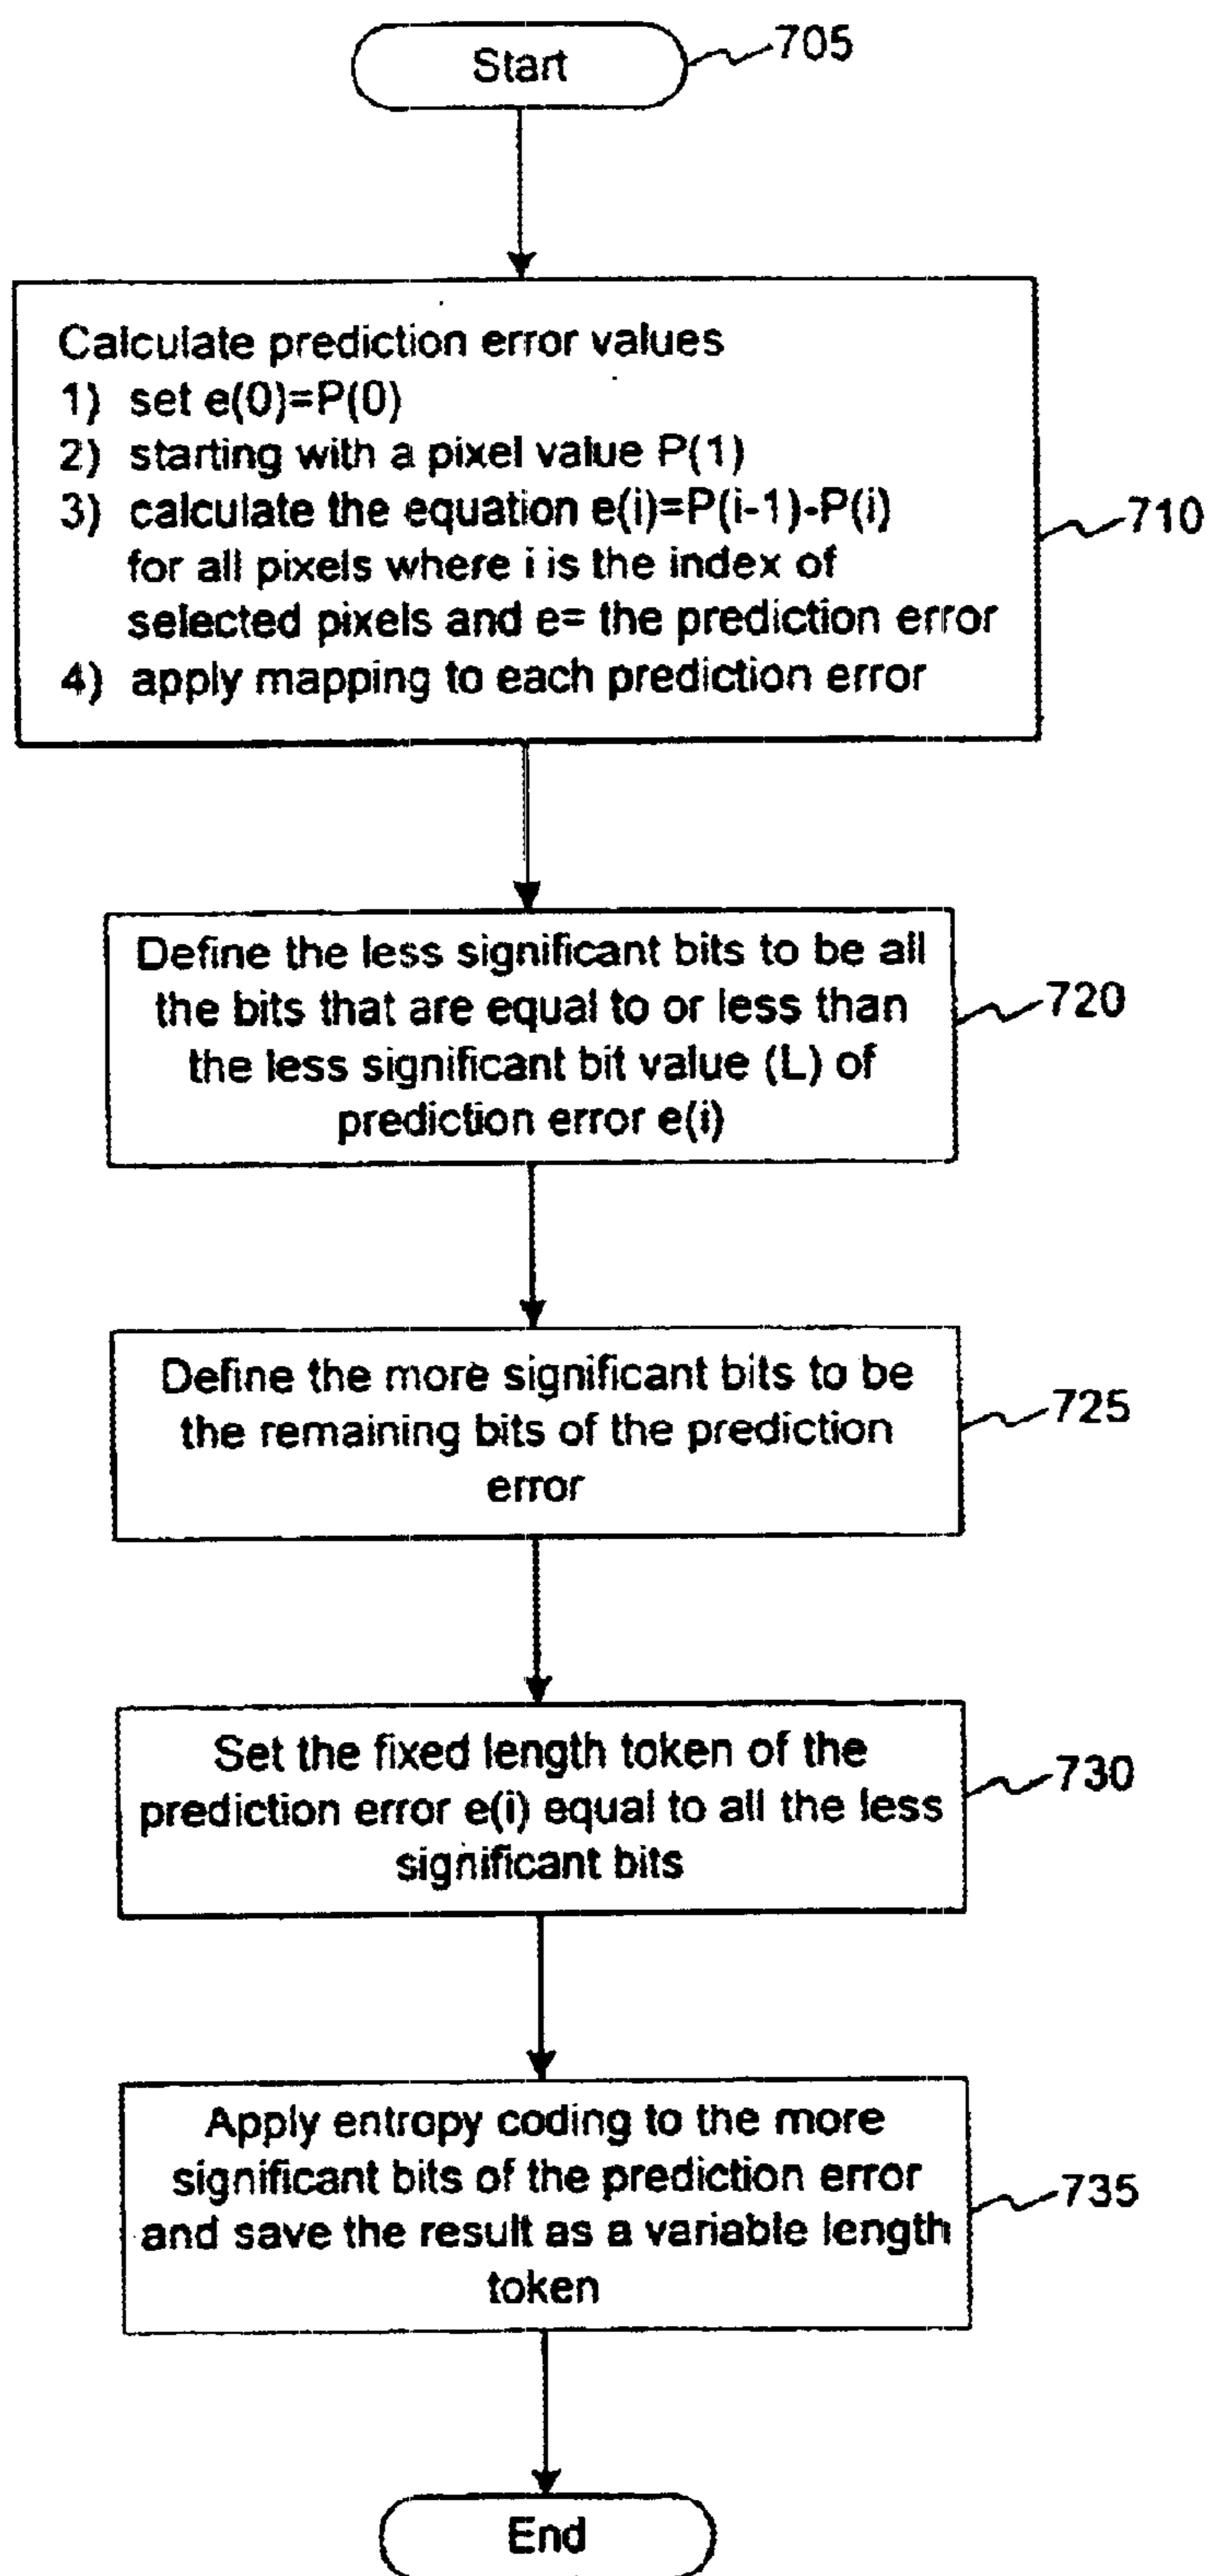 Start
705
Calculate prediction error values
1) set e(0)=P(0)
2) starting with a pixel value P(1)
3) calculate the equation e(i)=P(i-1)-P(i)
for all pixels where i is the index of
selected pixels and e= the prediction error
4) apply mapping to each prediction error
710
Define the less significant bits to be all
the bits that are equal to or less than
the less significant bit value (L) of
prediction error e(i)
720
Define the more significant bits to be
the remaining bits of the prediction
error
725
Set the fixed length token of the
prediction error e(i) equal to all the less
significant bits
730
Apply entropy coding to the more
significant bits of the prediction error
and save the result as a variable length
token
735
End